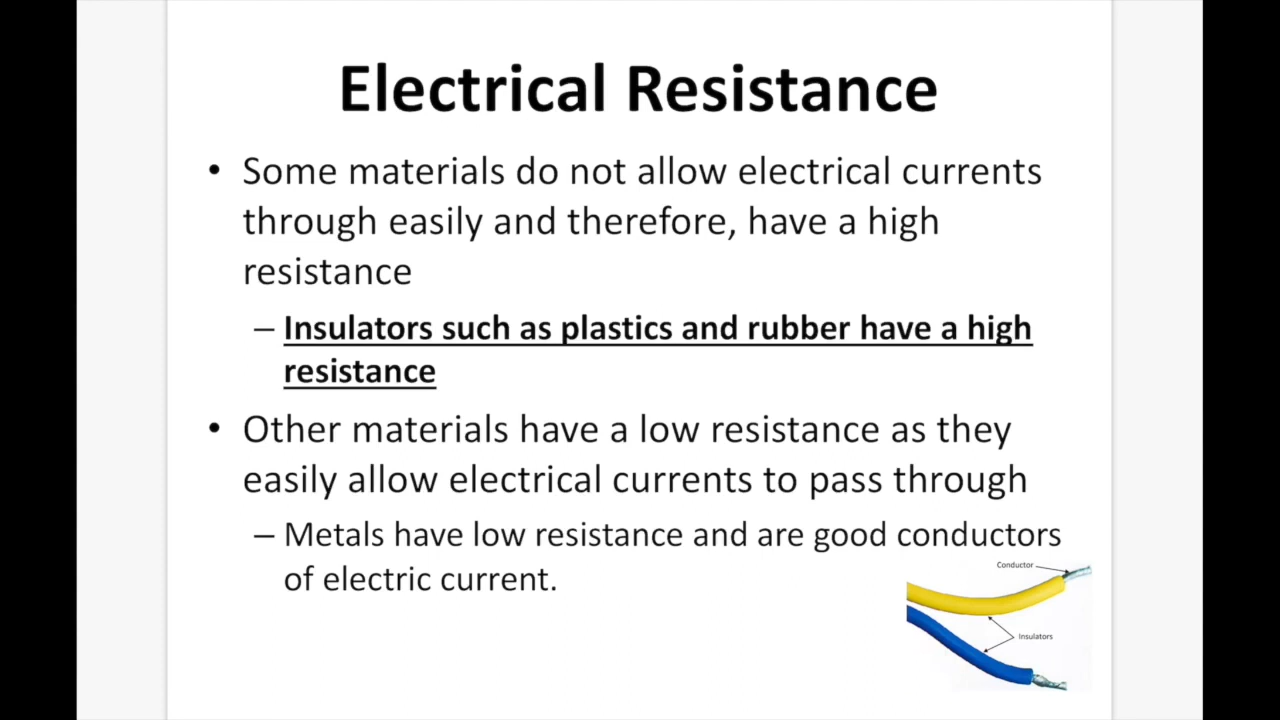 Electrical Resistance
• Some materials do not allow electrical currents
through easily and therefore, have a high
resistance
– Insulators such as plastics and rubber have a high
resistance
• Other materials have a low resistance as they
easily allow electrical currents to pass through
– Metals have low resistance and are good conductors
of electric current.
Conductor
Insulators